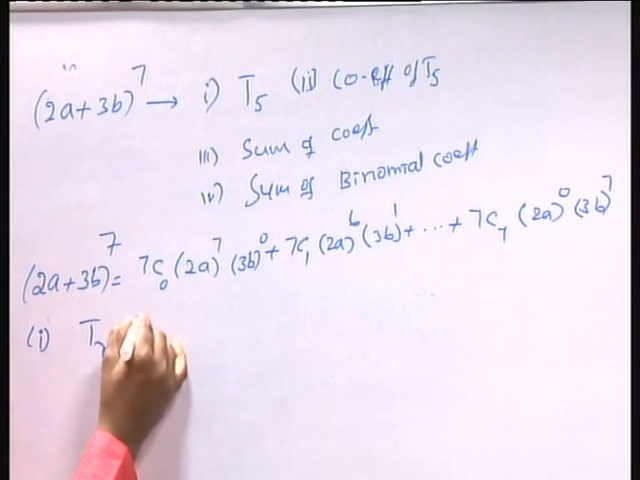 (2a+3b)⁷ → i) T₅ (ii) co-eff of T₅
iii) Sum of coeff
iv) Sum of Binomial coeff
(2a+3b)⁷ = 7C₀ (2a)⁷ (3b)⁰ + 7C₁ (2a)⁶ (3b)¹ + ... + 7C₇ (2a)⁰ (3b)⁷
(i) T